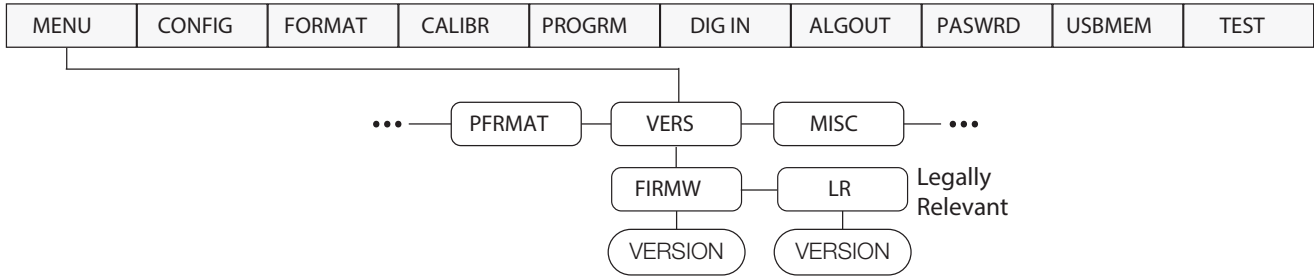 MENU CONFIG FORMAT CALIBR PROGRM DIG IN ALGOUT PASWRD USBMEM TEST
••• PFRMAT VERS MISC •••
FIRMW LR Legally
Relevant
VERSION VERSION